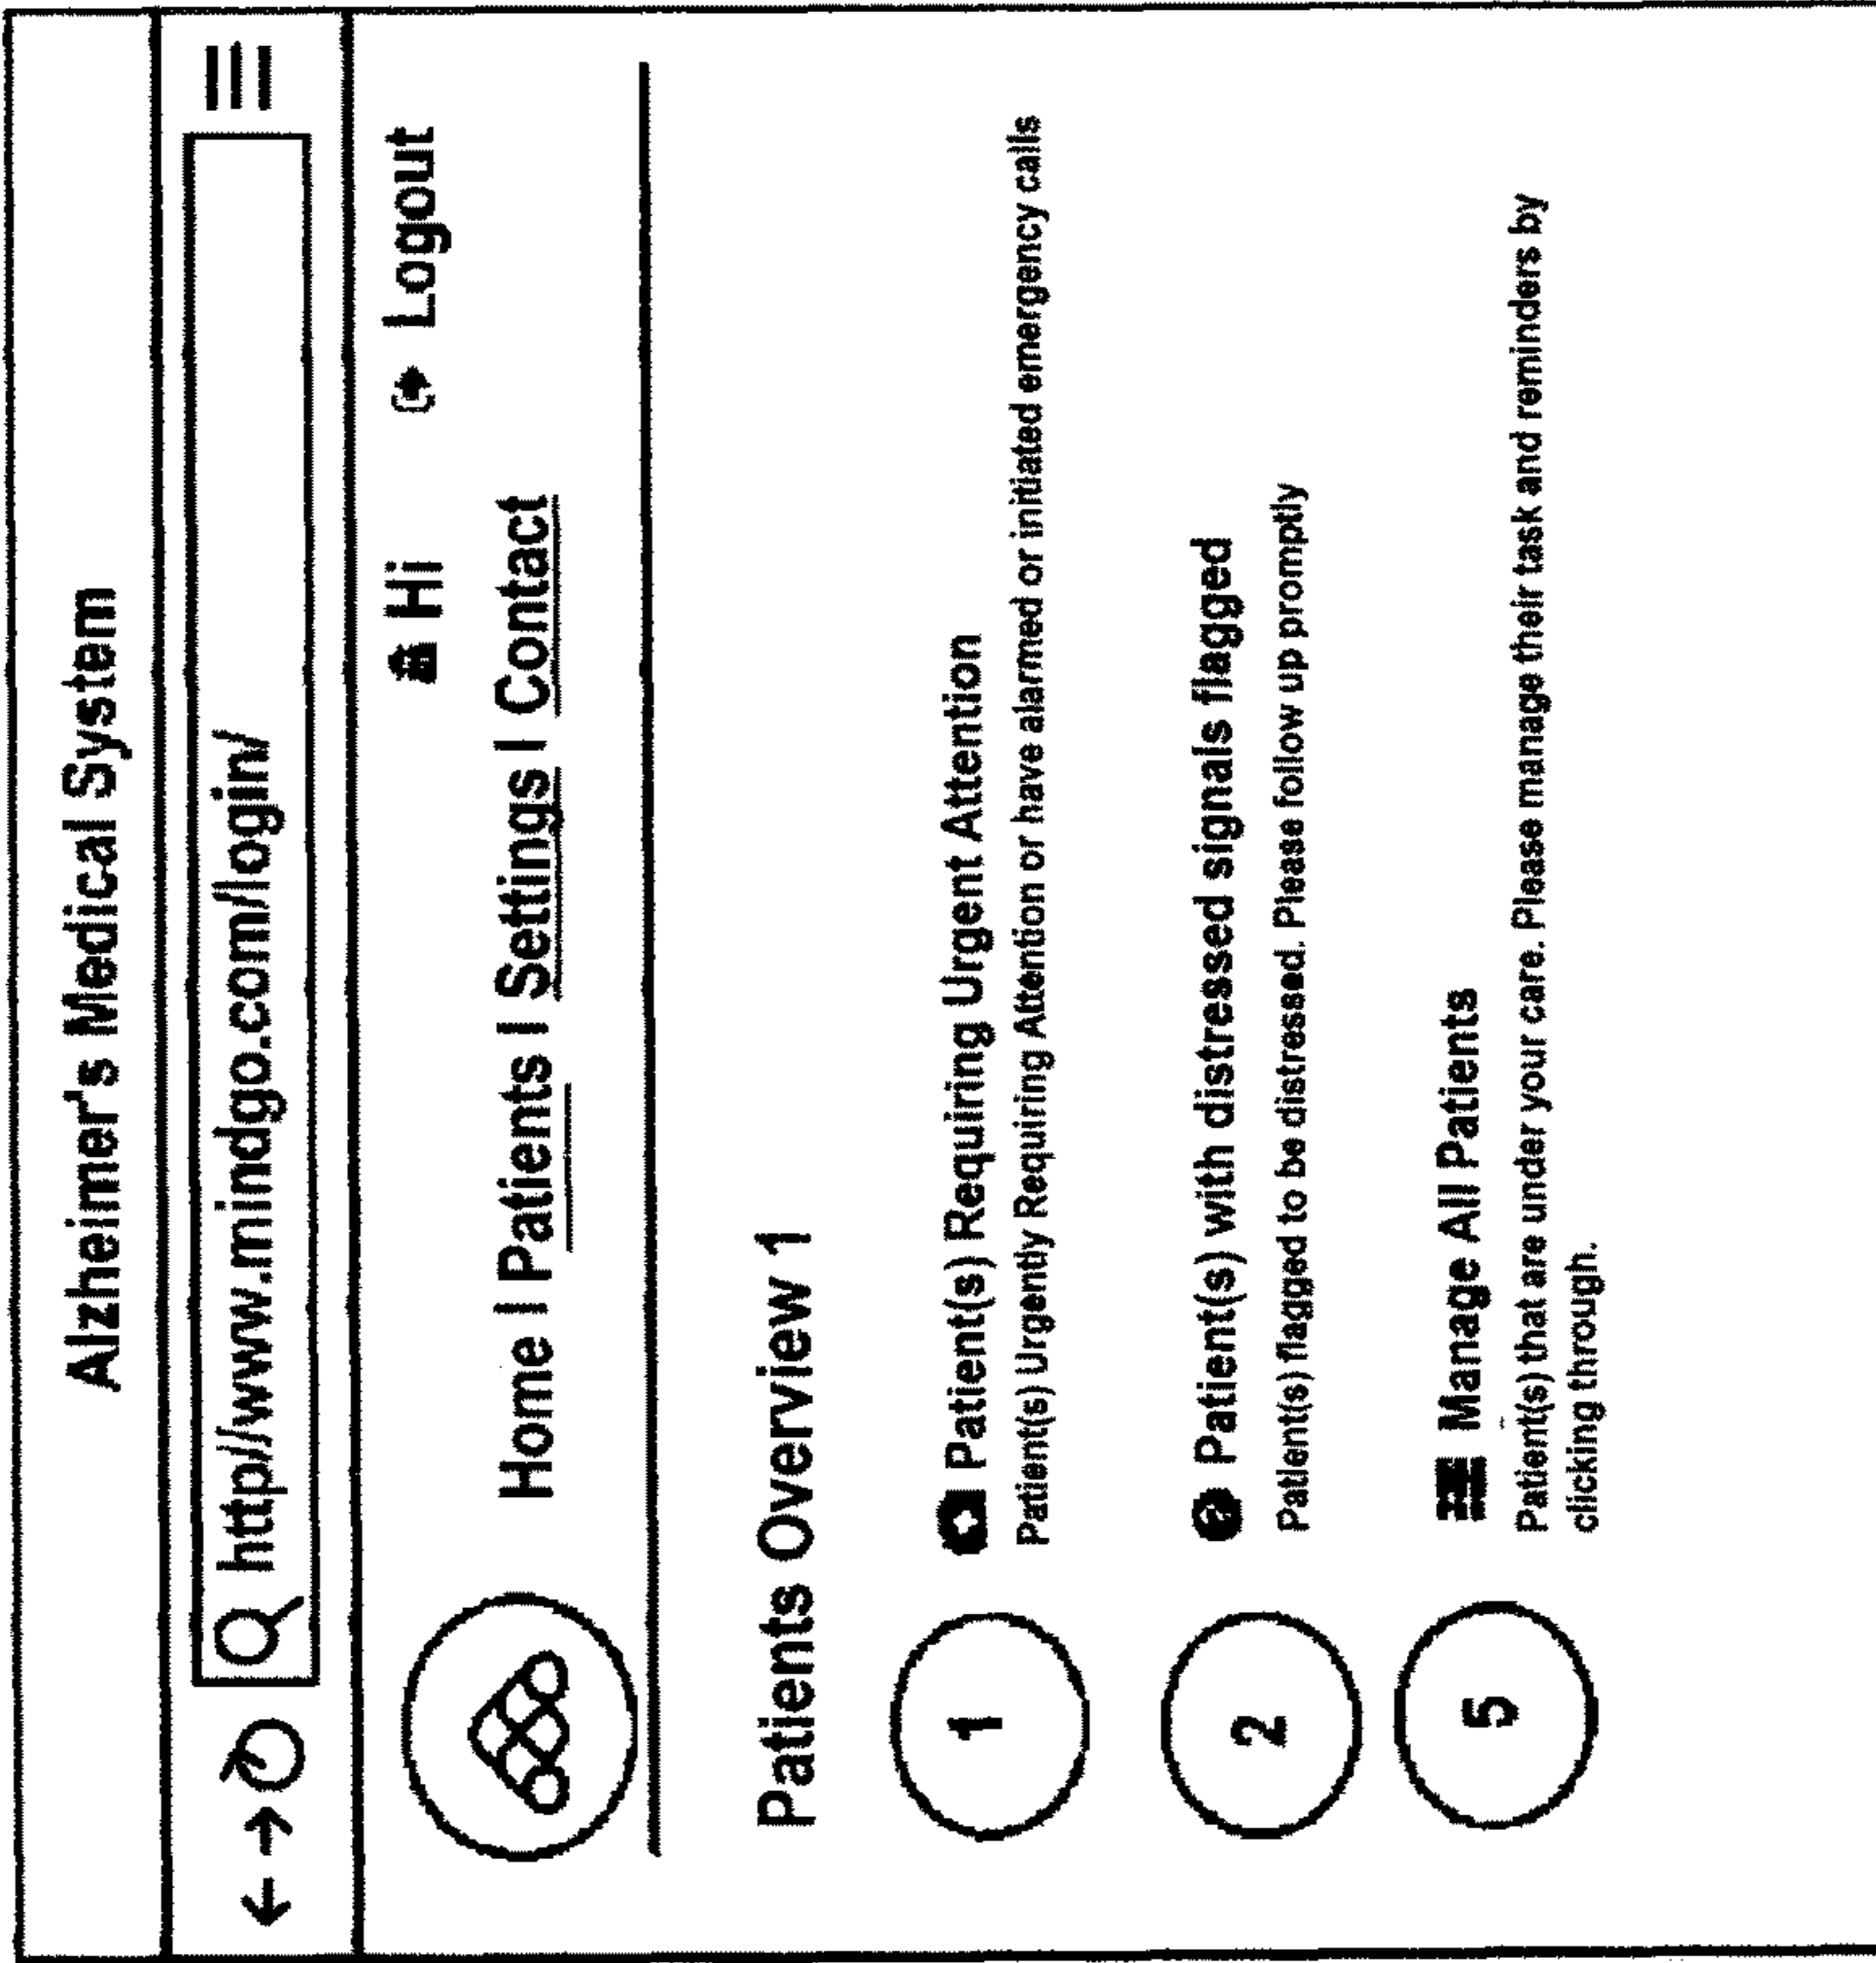 Alzheimer's Medical System
http//www.mindgo.com/login/
Hi Logout
Home | Patients | Settings | Contact
Patients Overview 1
1 Patient(s) Requiring Urgent Attention
Patient(s) Urgently Requiring Attention or have alarmed or initiated emergency calls
2 Patient(s) with distressed signals flagged
Patient(s) flagged to be distressed. Please follow up promptly
5 Manage All Patients
Patient(s) that are under your care. Please manage their task and reminders by
clicking through.